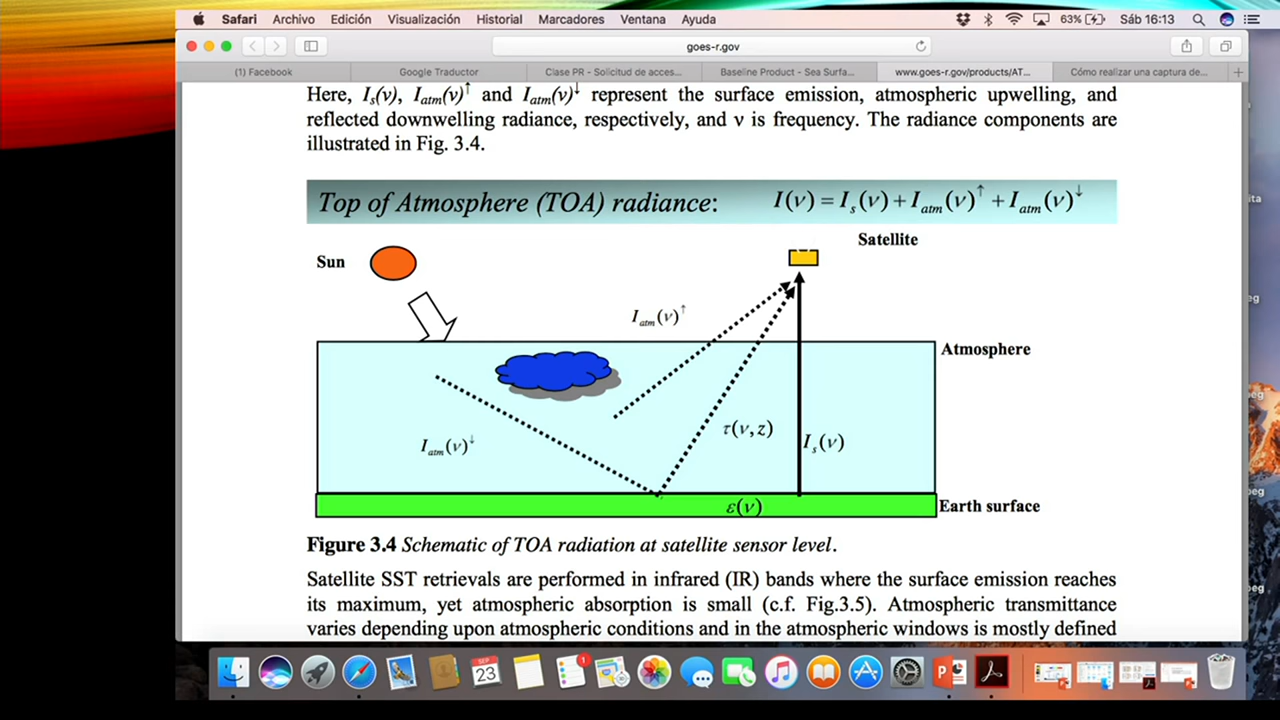 Safari Archivo Edición Visualización Historial Marcadores Ventana Ayuda 63% Sáb 16:13
goes-r.gov
(1) Facebook Google Traductor Clase PR - Solicitud de acces... Baseline Product - Sea Surfa... www.goes-r.gov/products/AT... Cómo realizar una captura de... +
Here, Is(ν), Iatm(ν)↑ and Iatm(ν)↓ represent the surface emission, atmospheric upwelling, and
reflected downwelling radiance, respectively, and ν is frequency. The radiance components are
illustrated in Fig. 3.4.
Top of Atmosphere (TOA) radiance: I(ν) = Is(ν) + Iatm(ν)↑ + Iatm(ν)↓
Satellite
Sun
Iatm(ν)↑
Atmosphere
τ(ν, z)
Iatm(ν)↓
Is(ν)
Earth surface
ε(ν)
Figure 3.4 Schematic of TOA radiation at satellite sensor level.
Satellite SST retrievals are performed in infrared (IR) bands where the surface emission reaches
its maximum, yet atmospheric absorption is small (c.f. Fig.3.5). Atmospheric transmittance
varies depending upon atmospheric conditions and in the atmospheric windows is mostly defined
SEP
23
1